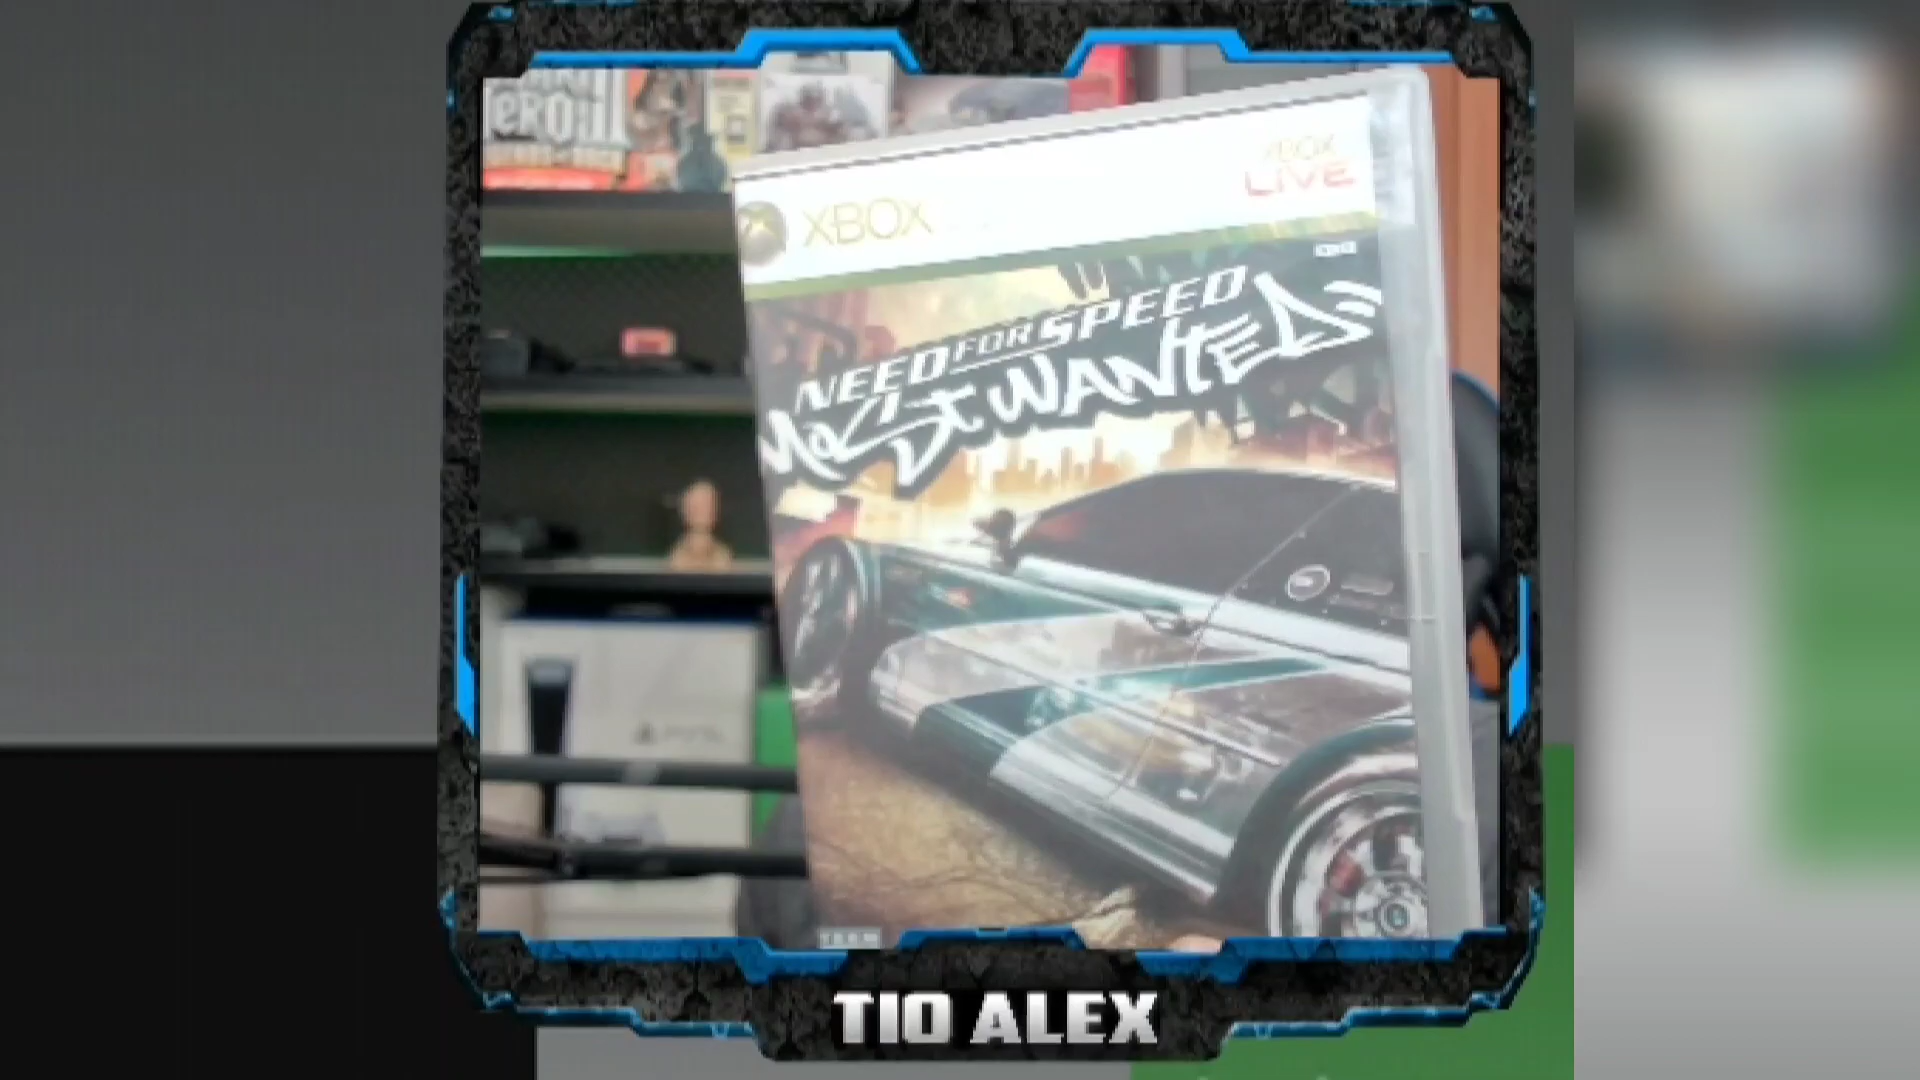 XBOX
LIVE
XBOX
NEED FOR SPEED
MOST WANTED
TIO ALEX